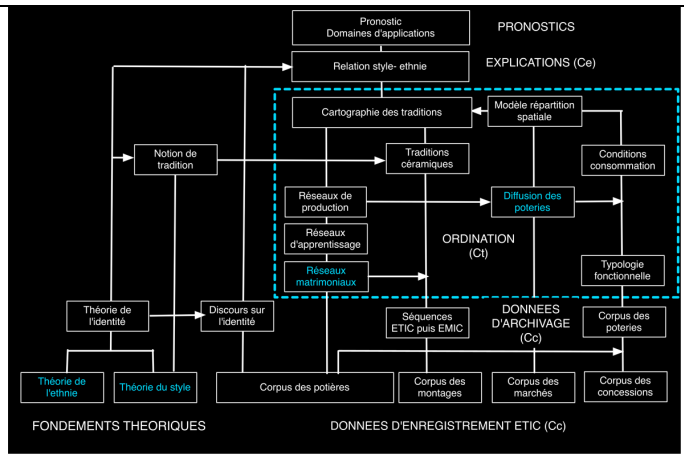 Pronostic
Domaines d'applications
PRONOSTICS
Relation style- ethnie
EXPLICATIONS (Ce)
Cartographie des traditions
Modèle répartition
spatiale
Notion de
tradition
Traditions
céramiques
Conditions
consommation
Réseaux de
production
Diffusion des
poteries
Réseaux
d'apprentissage
ORDINATION
(Ct)
Réseaux
matrimoniaux
Typologie
fonctionnelle
Théorie de
l'identité
Discours sur
l'identité
Séquences
ETIC puis EMIC
DONNEES
D'ARCHIVAGE
(Cc)
Corpus des
poteries
Théorie de
l'ethnie
Théorie du style
Corpus des potières
Corpus des
montages
Corpus des
marchés
Corpus des
concessions
FONDEMENTS THEORIQUES
DONNEES D'ENREGISTREMENT ETIC (Cc)